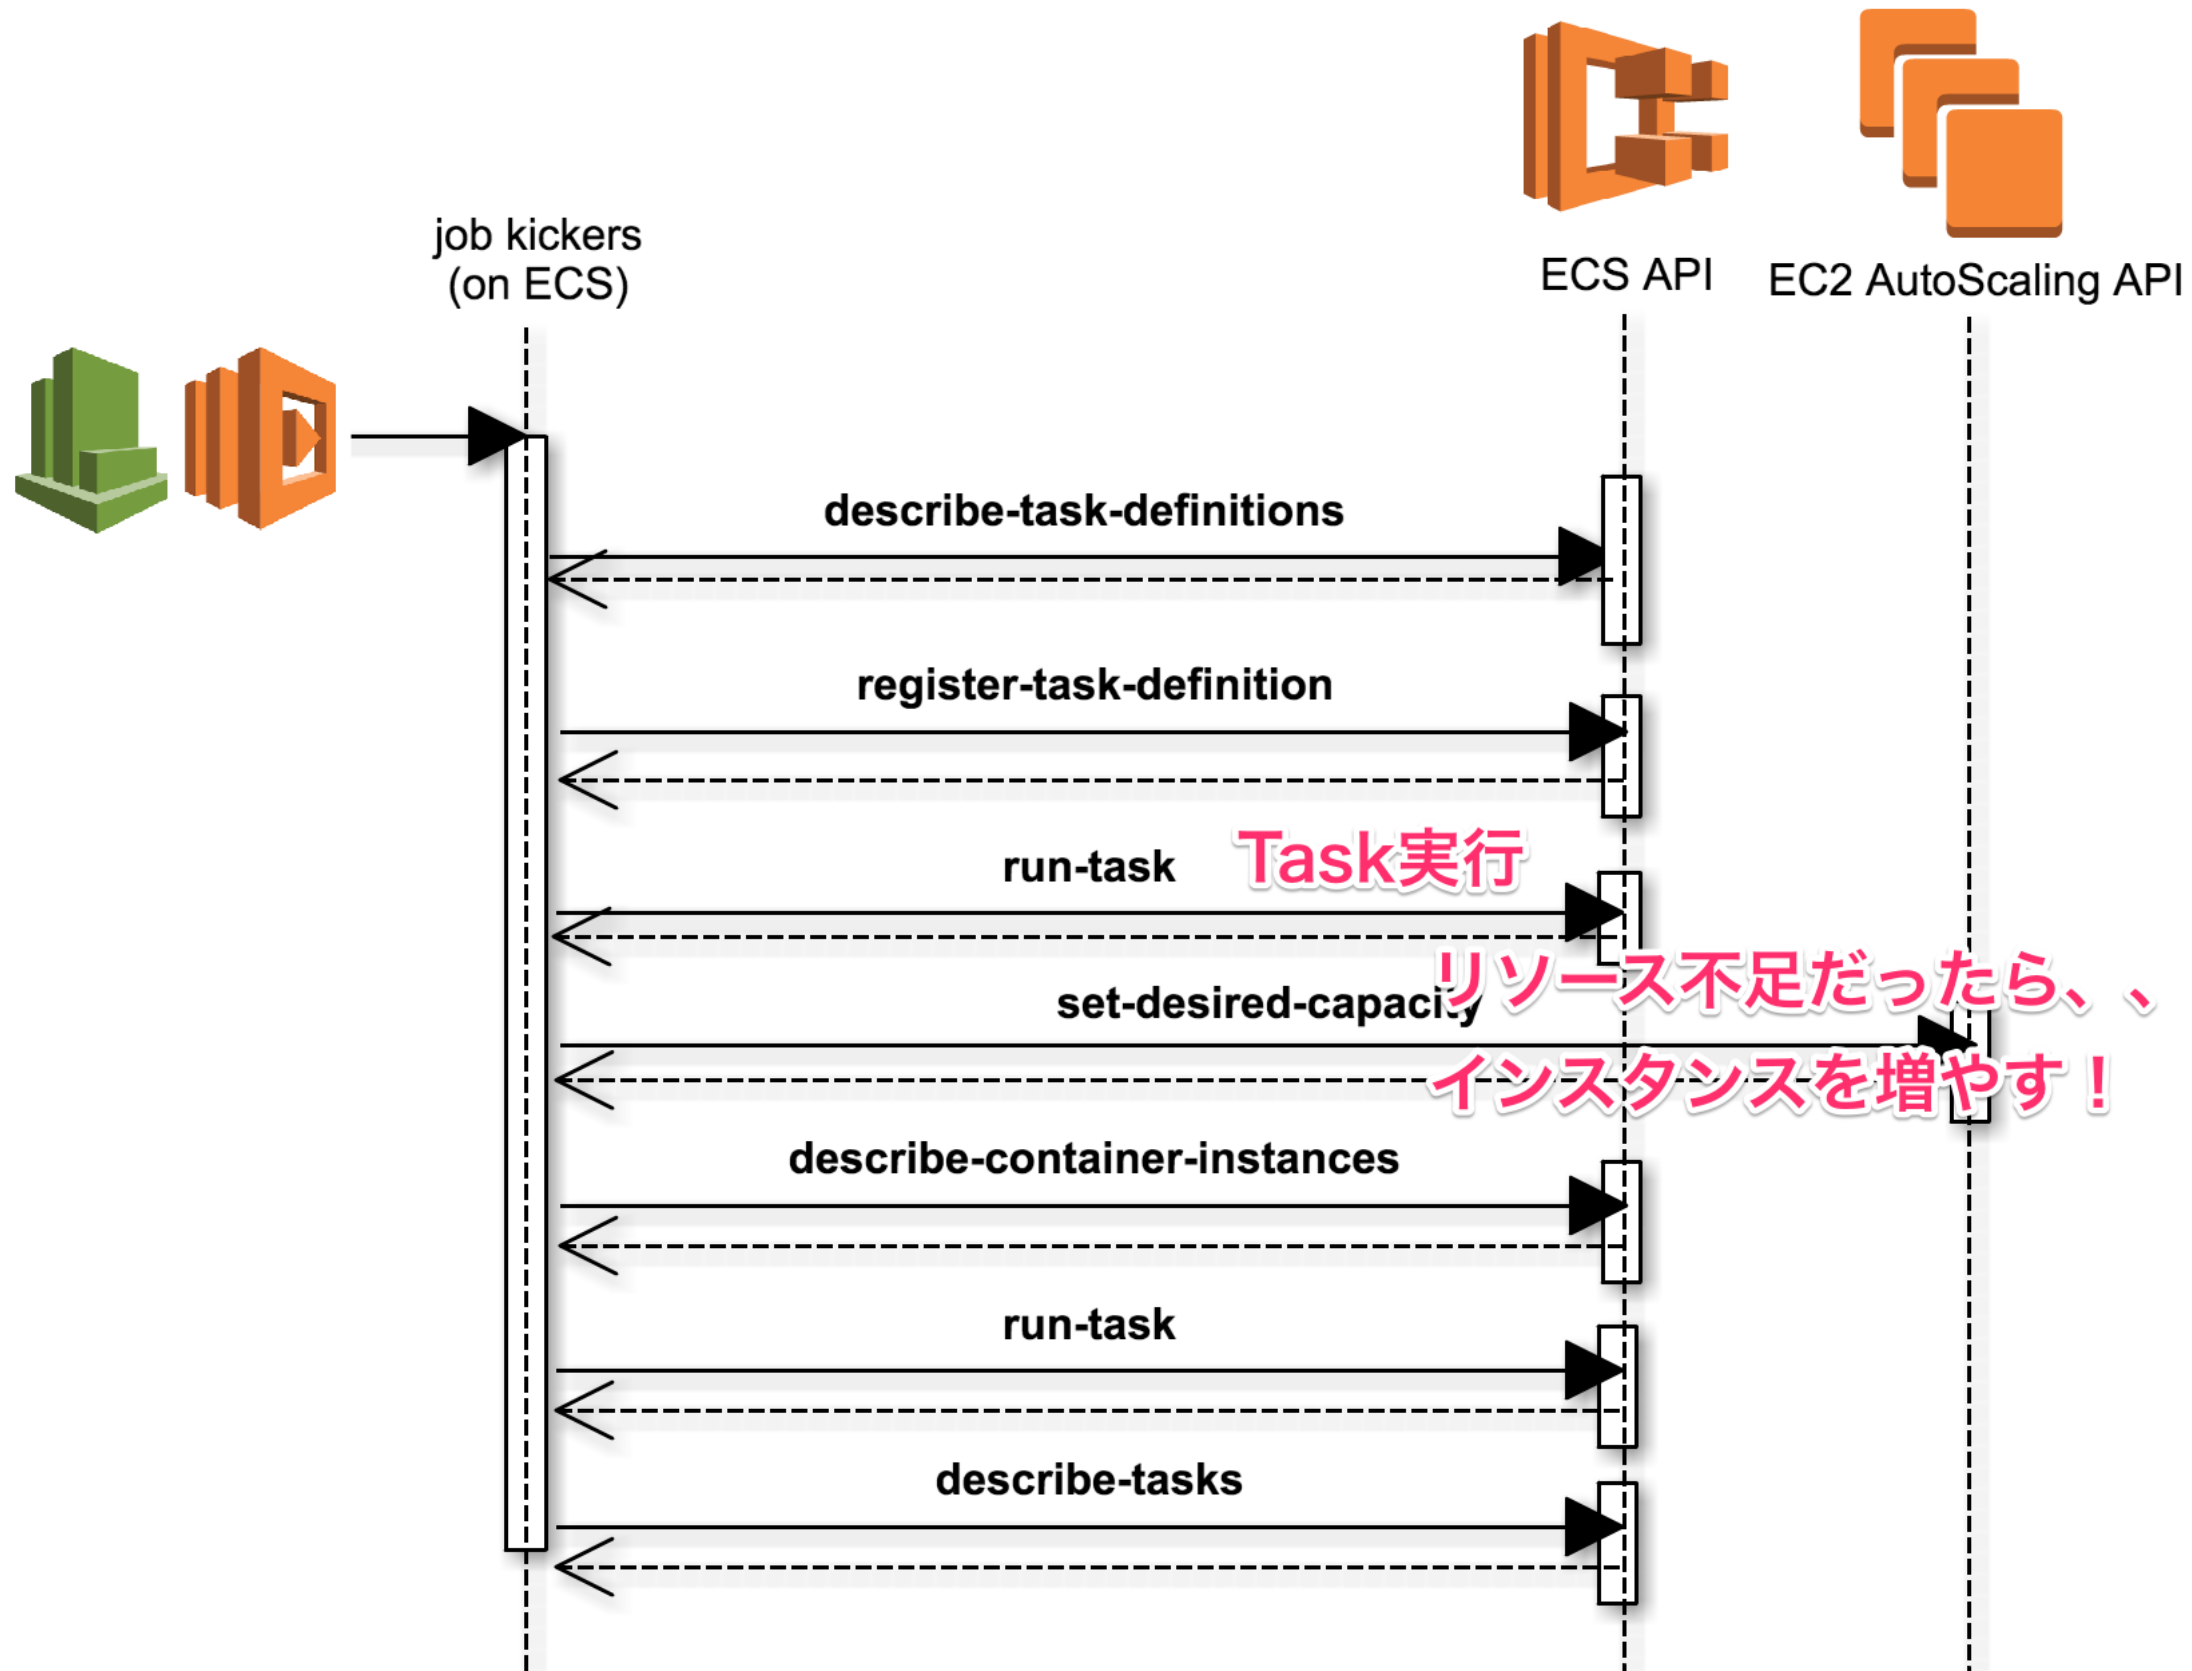 job kickers
(on ECS)
ECS API
EC2 AutoScaling API
describe-task-definitions
register-task-definition
run-task
Task実行
set-desired-capacity
リソース不足だったら、、
インスタンスを増やす！
describe-container-instances
run-task
describe-tasks